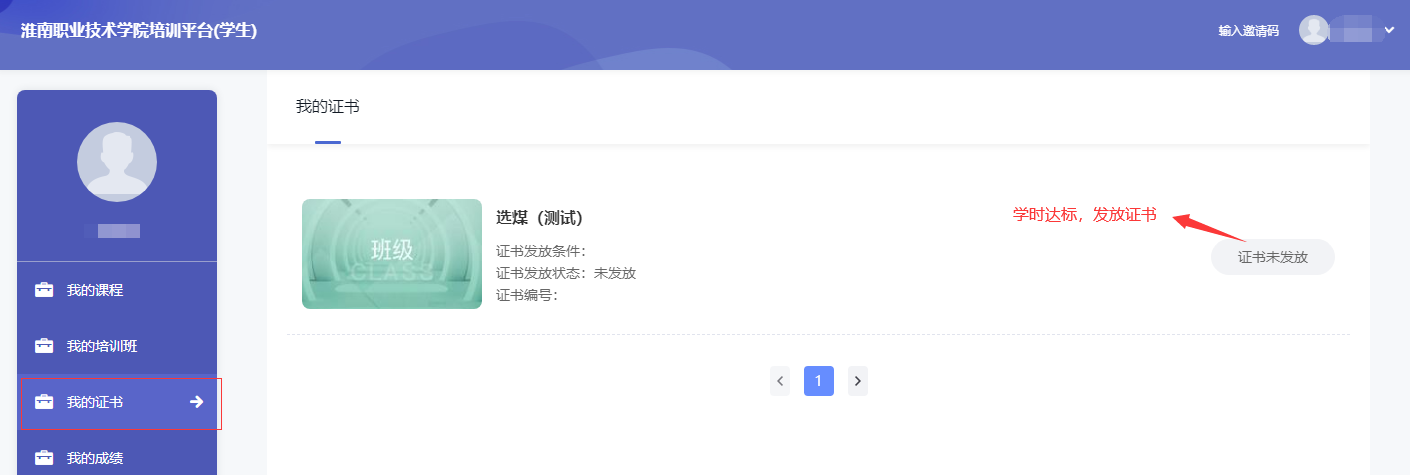 淮南职业技术学院培训平台(学生)
输入邀请码
我的课程
我的培训班
我的证书
我的成绩
我的证书
班级
CLASS
选煤（测试）
证书发放条件：
证书发放状态：未发放
证书编号：
学时达标，发放证书
证书未发放
1